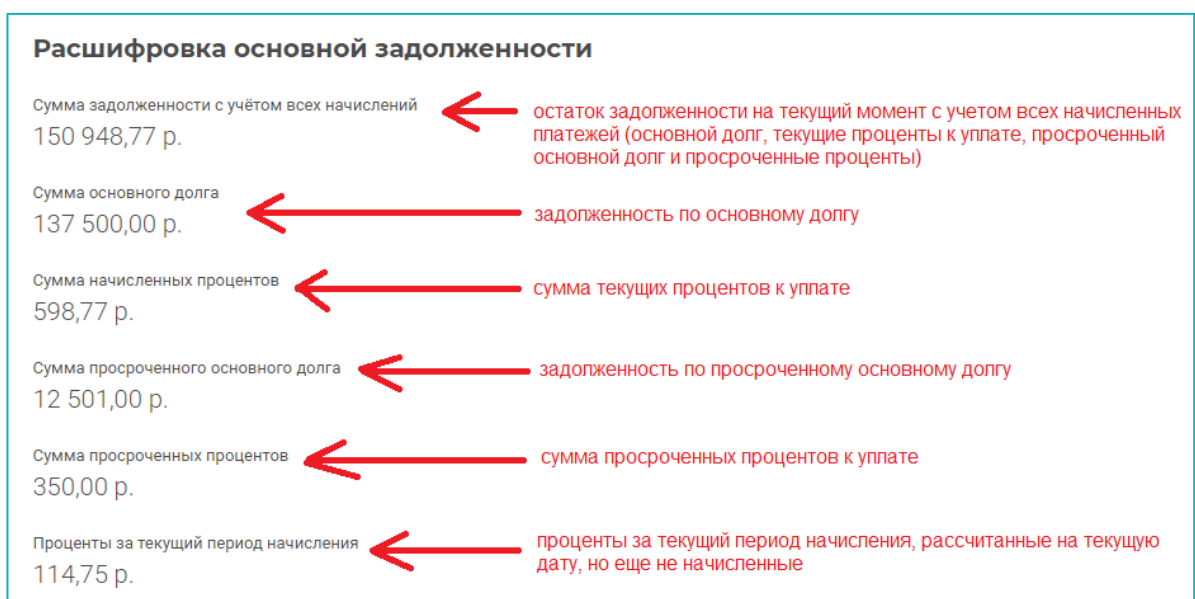 Расшифровка основной задолженности
Сумма задолженности с учётом всех начислений
150 948,77 р.
остаток задолженности на текущий момент с учетом всех начисленных
платежей (основной долг, текущие проценты к уплате, просроченный
основной долг и просроченные проценты)
Сумма основного долга
137 500,00 р.
задолженность по основному долгу
Сумма начисленных процентов
598,77 р.
сумма текущих процентов к уплате
Сумма просроченного основного долга
12 501,00 р.
задолженность по просроченному основному долгу
Сумма просроченных процентов
350,00 р.
сумма просроченных процентов к уплате
Проценты за текущий период начисления
114,75 р.
проценты за текущий период начисления, рассчитанные на текущую
дату, но еще не начисленные